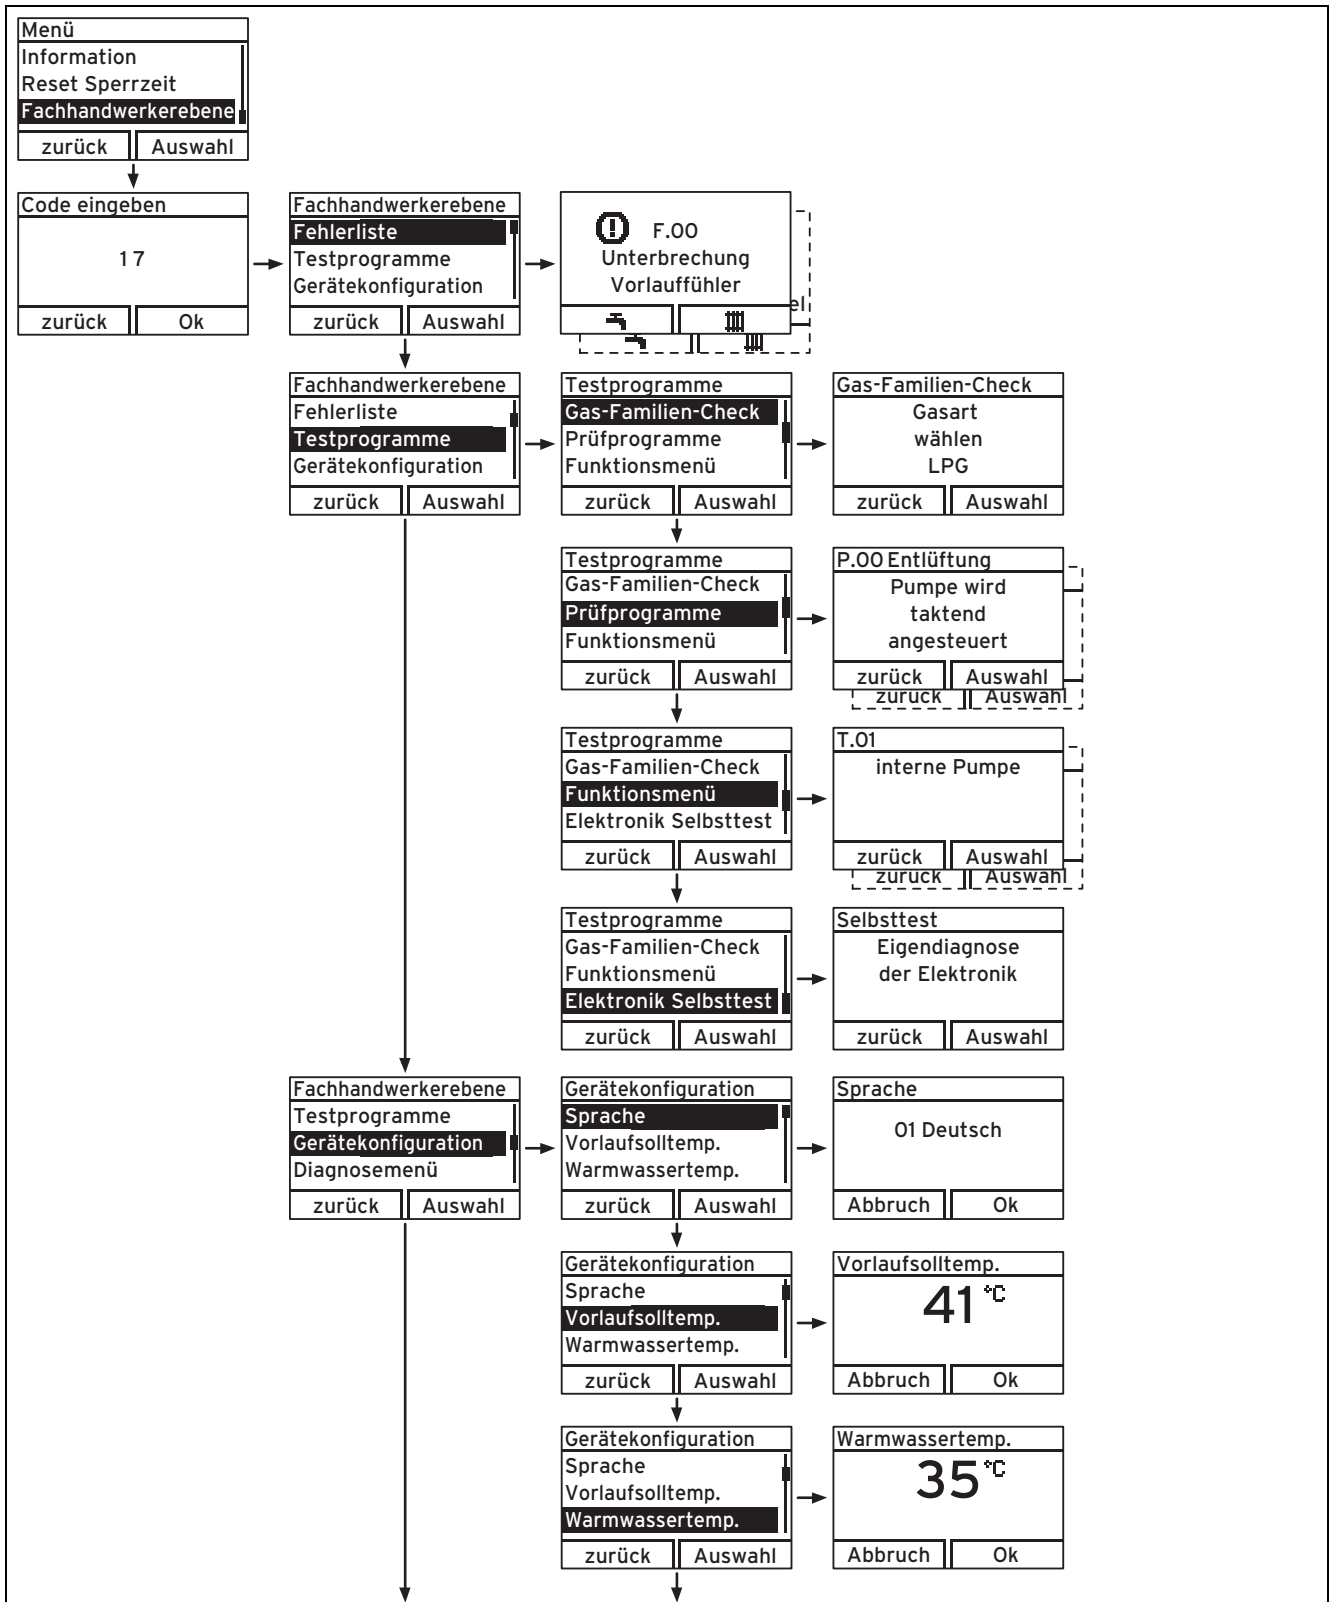 Menü
Information
Reset Sperrzeit
Fachhandwerkerebene
zurück Auswahl
Code eingeben
17
zurück Ok
Fachhandwerkerebene
Fehlerliste
Testprogramme
Gerätekonfiguration
zurück Auswahl
F.00
Unterbrechung
Vorlauffühler
el
Fachhandwerkerebene
Fehlerliste
Testprogramme
Gerätekonfiguration
zurück Auswahl
Testprogramme
Gas-Familien-Check
Prüfprogramme
Funktionsmenü
zurück Auswahl
Gas-Familien-Check
Gasart
wählen
LPG
zurück Auswahl
Testprogramme
Gas-Familien-Check
Prüfprogramme
Funktionsmenü
zurück Auswahl
P.00 Entlüftung
Pumpe wird
taktend
angesteuert
zurück Auswahl
zurück Auswahl
Testprogramme
Gas-Familien-Check
Funktionsmenü
Elektronik Selbsttest
zurück Auswahl
T.01
interne Pumpe
zurück Auswahl
zurück Auswahl
Testprogramme
Gas-Familien-Check
Funktionsmenü
Elektronik Selbsttest
zurück Auswahl
Selbsttest
Eigendiagnose
der Elektronik
zurück Auswahl
Fachhandwerkerebene
Testprogramme
Gerätekonfiguration
Diagnosemenü
zurück Auswahl
Gerätekonfiguration
Sprache
Vorlaufsolltemp.
Warmwassertemp.
zurück Auswahl
Sprache
01 Deutsch
Abbruch Ok
Gerätekonfiguration
Sprache
Vorlaufsolltemp.
Warmwassertemp.
zurück Auswahl
Vorlaufsolltemp.
41 °C
Abbruch Ok
Gerätekonfiguration
Sprache
Vorlaufsolltemp.
Warmwassertemp.
zurück Auswahl
Warmwassertemp.
35 °C
Abbruch Ok